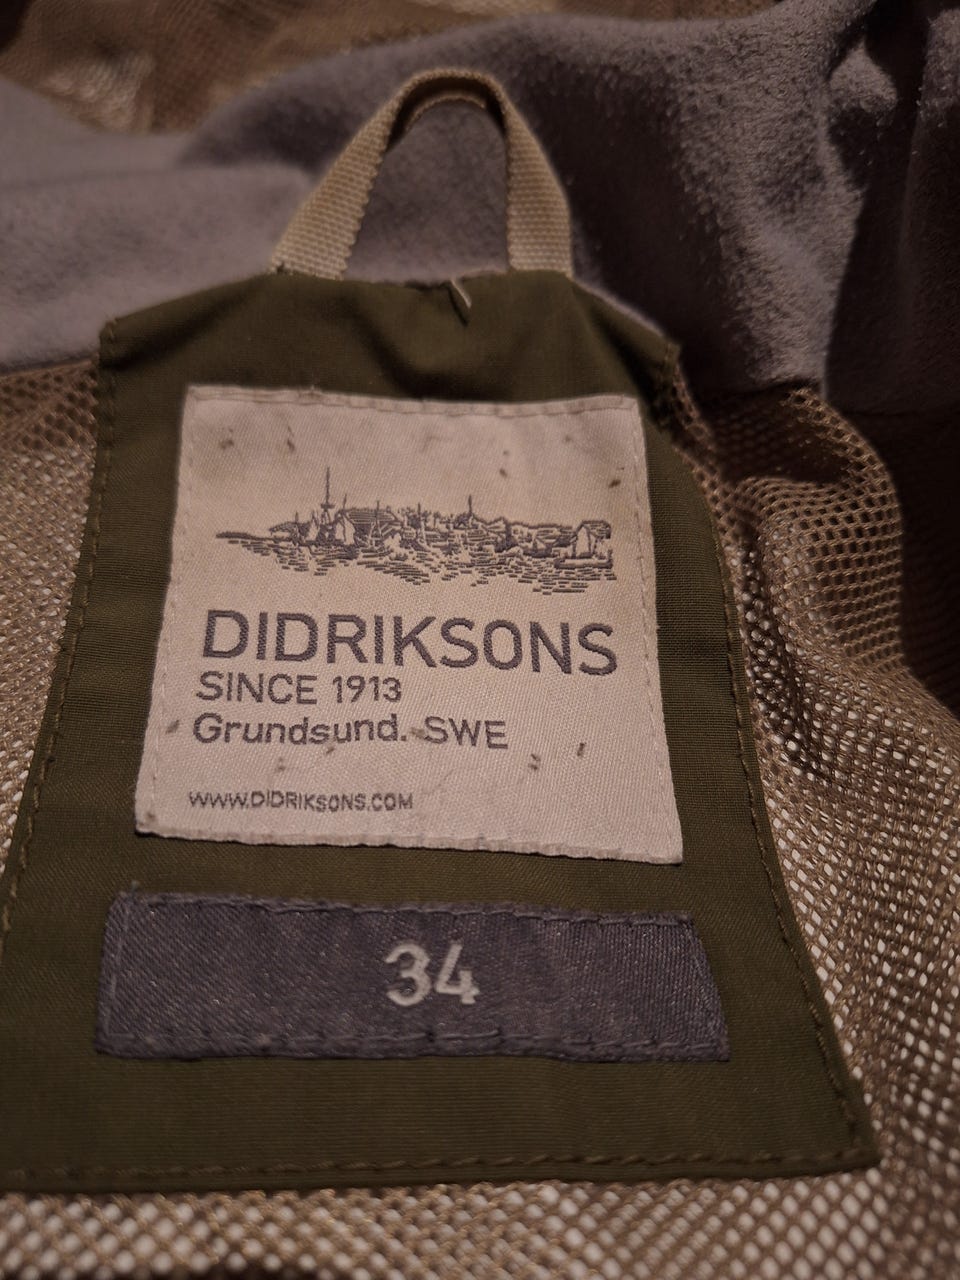 DIDRIKSONS
SINCE 1913
Grundsund. SWE
WWW.DIDRIKSONS.COM
34